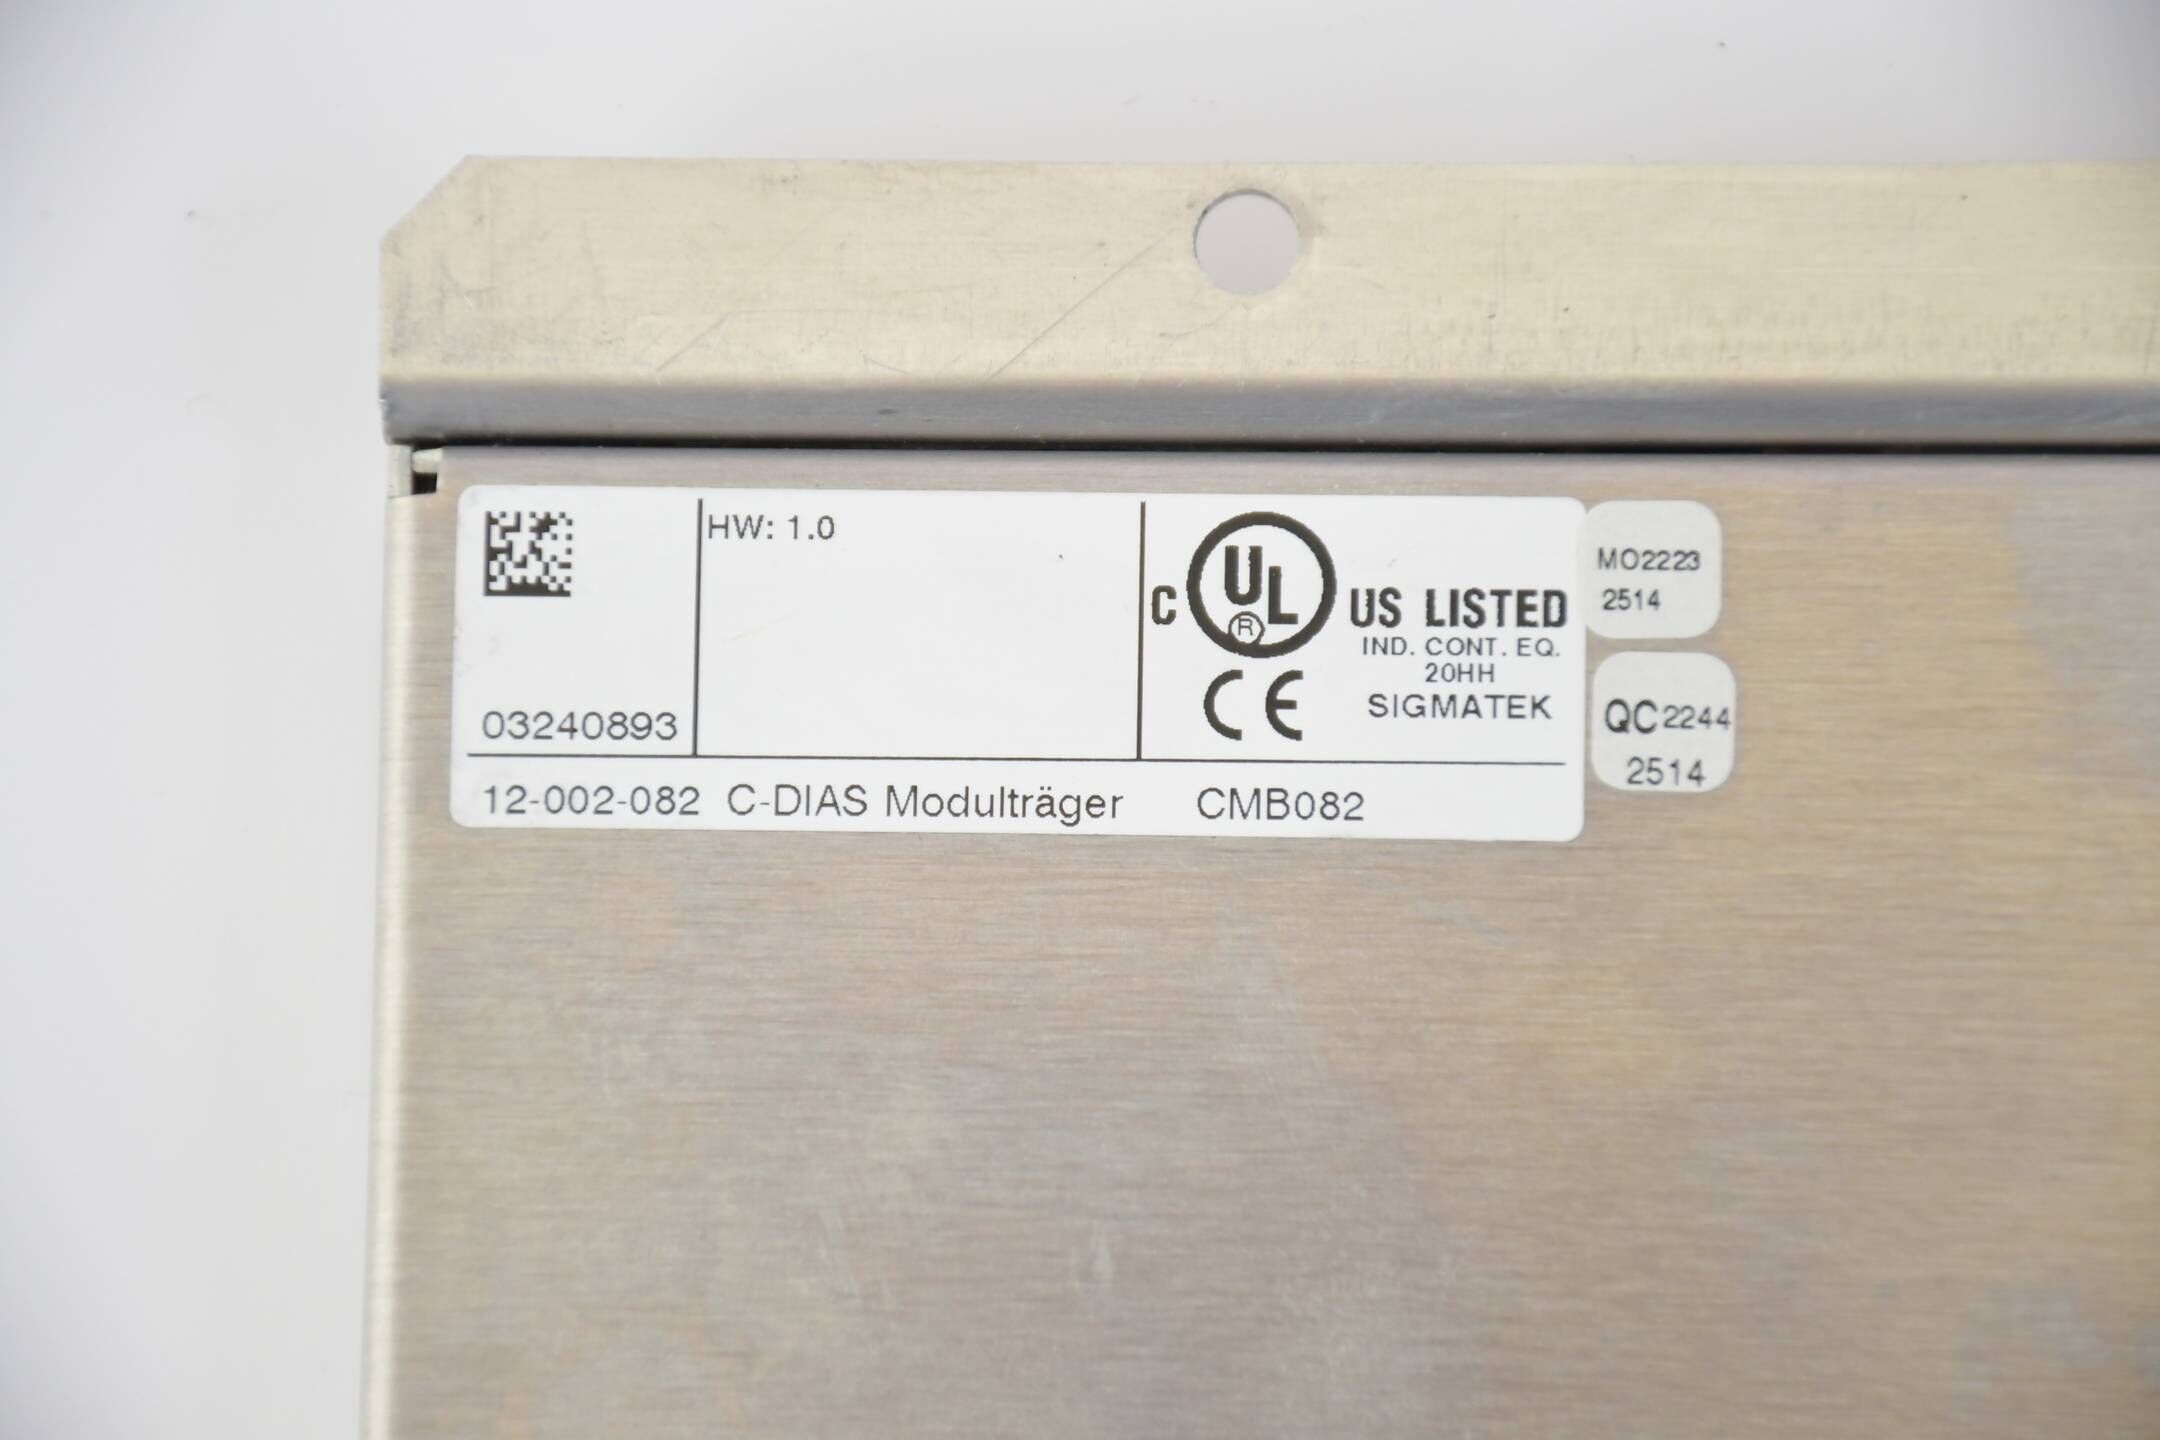 HW: 1.0
03240893
C UL ® US LISTED
IND. CONT. EQ.
20HH
CE SIGMATEK
12-002-082 C-DIAS Modulträger CMB082
MO2223
2514
QC2244
2514